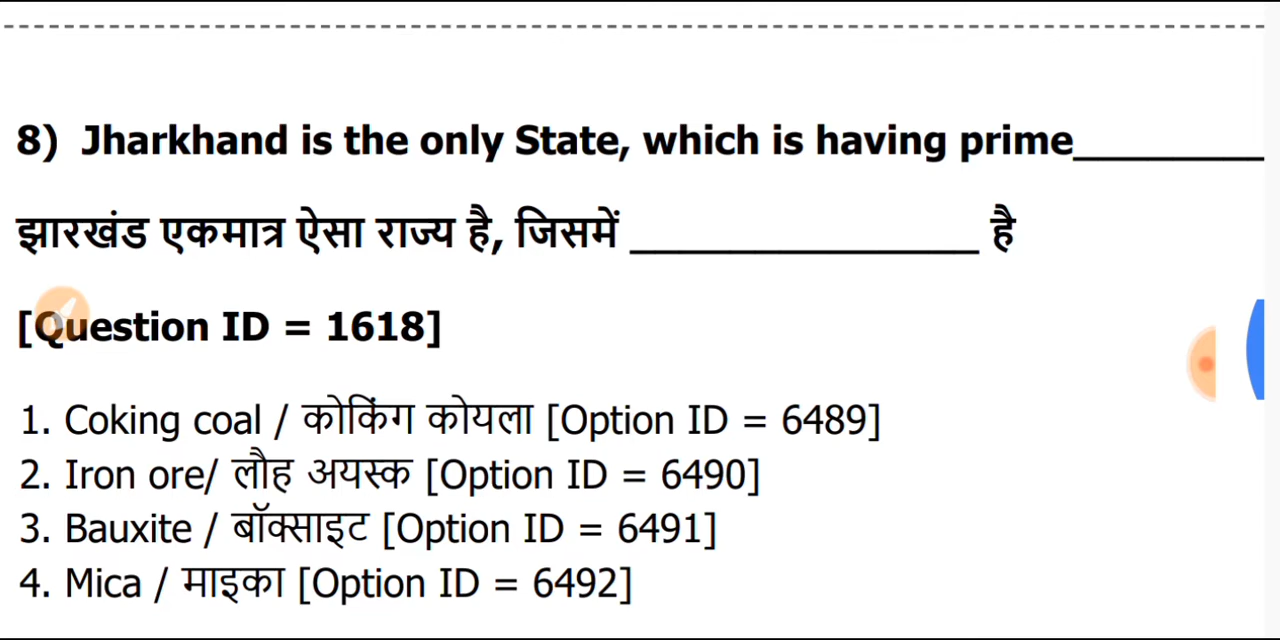 8) Jharkhand is the only State, which is having prime__________
झारखंड एकमात्र ऐसा राज्य है, जिसमें __________________ है
[Question ID = 1618]
1. Coking coal / कोकिंग कोयला [Option ID = 6489]
2. Iron ore/ लौह अयस्क [Option ID = 6490]
3. Bauxite / बॉक्साइट [Option ID = 6491]
4. Mica / माइका [Option ID = 6492]